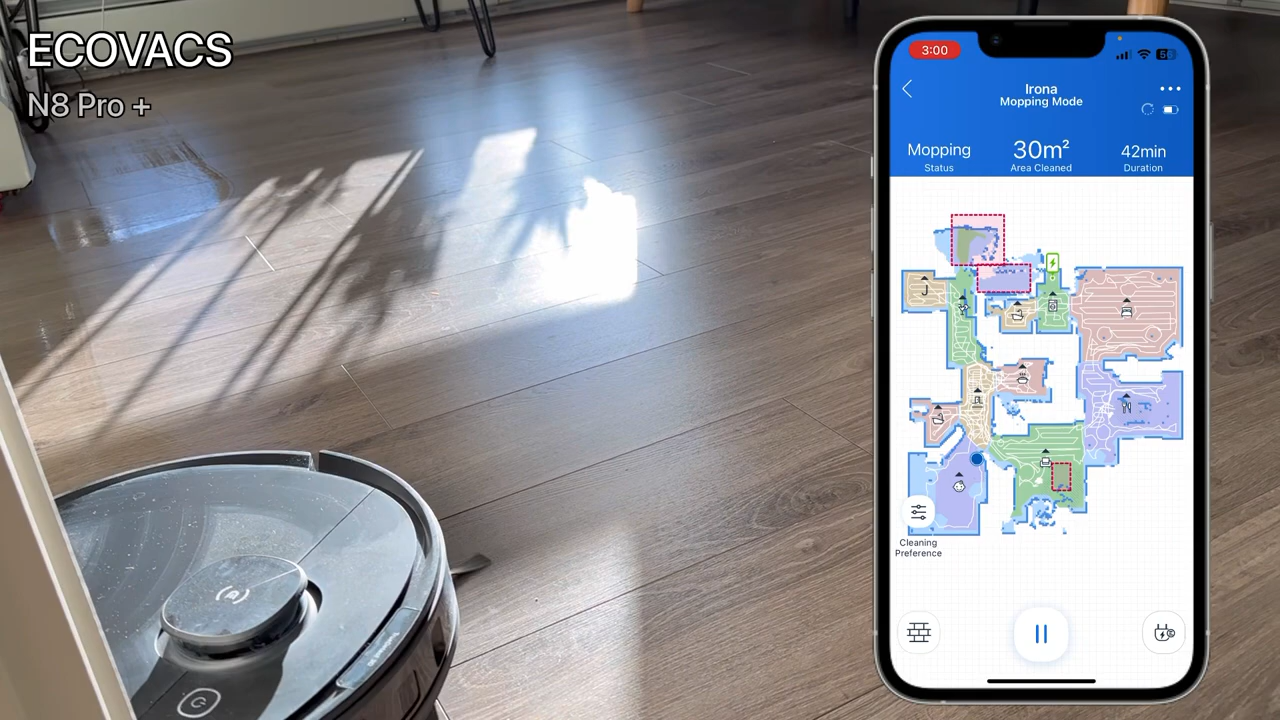 ECOVACS
N8 Pro +
3:00
Irona
Mopping Mode
Mopping
Status
30m²
Area Cleaned
42min
Duration
Cleaning
Preference